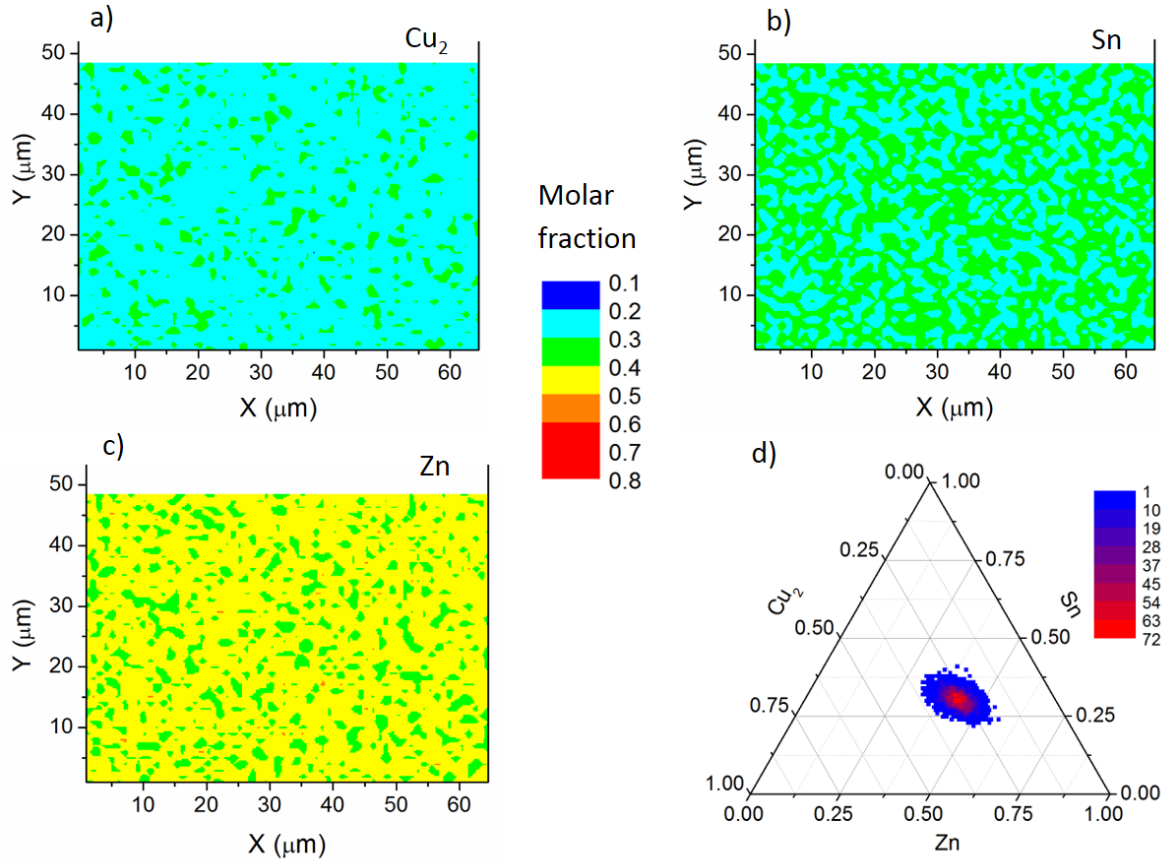 a)
Cu₂
50
40
30
20
10
Y (μm)
10 20 30 40 50 60
X (μm)
b)
Sn
50
40
30
20
10
Y (μm)
10 20 30 40 50 60
X (μm)
Molar
fraction
0.1
0.2
0.3
0.4
0.5
0.6
0.7
0.8
c)
Zn
50
40
30
20
10
Y (μm)
10 20 30 40 50 60
X (μm)
d)
0.00 1.00
0.25 0.75
Cu₂ Sn
0.50 0.50
0.75 0.25
1.00 0.00
0.00 0.25 0.50 0.75 1.00
Zn
1
10
19
28
37
45
54
63
72